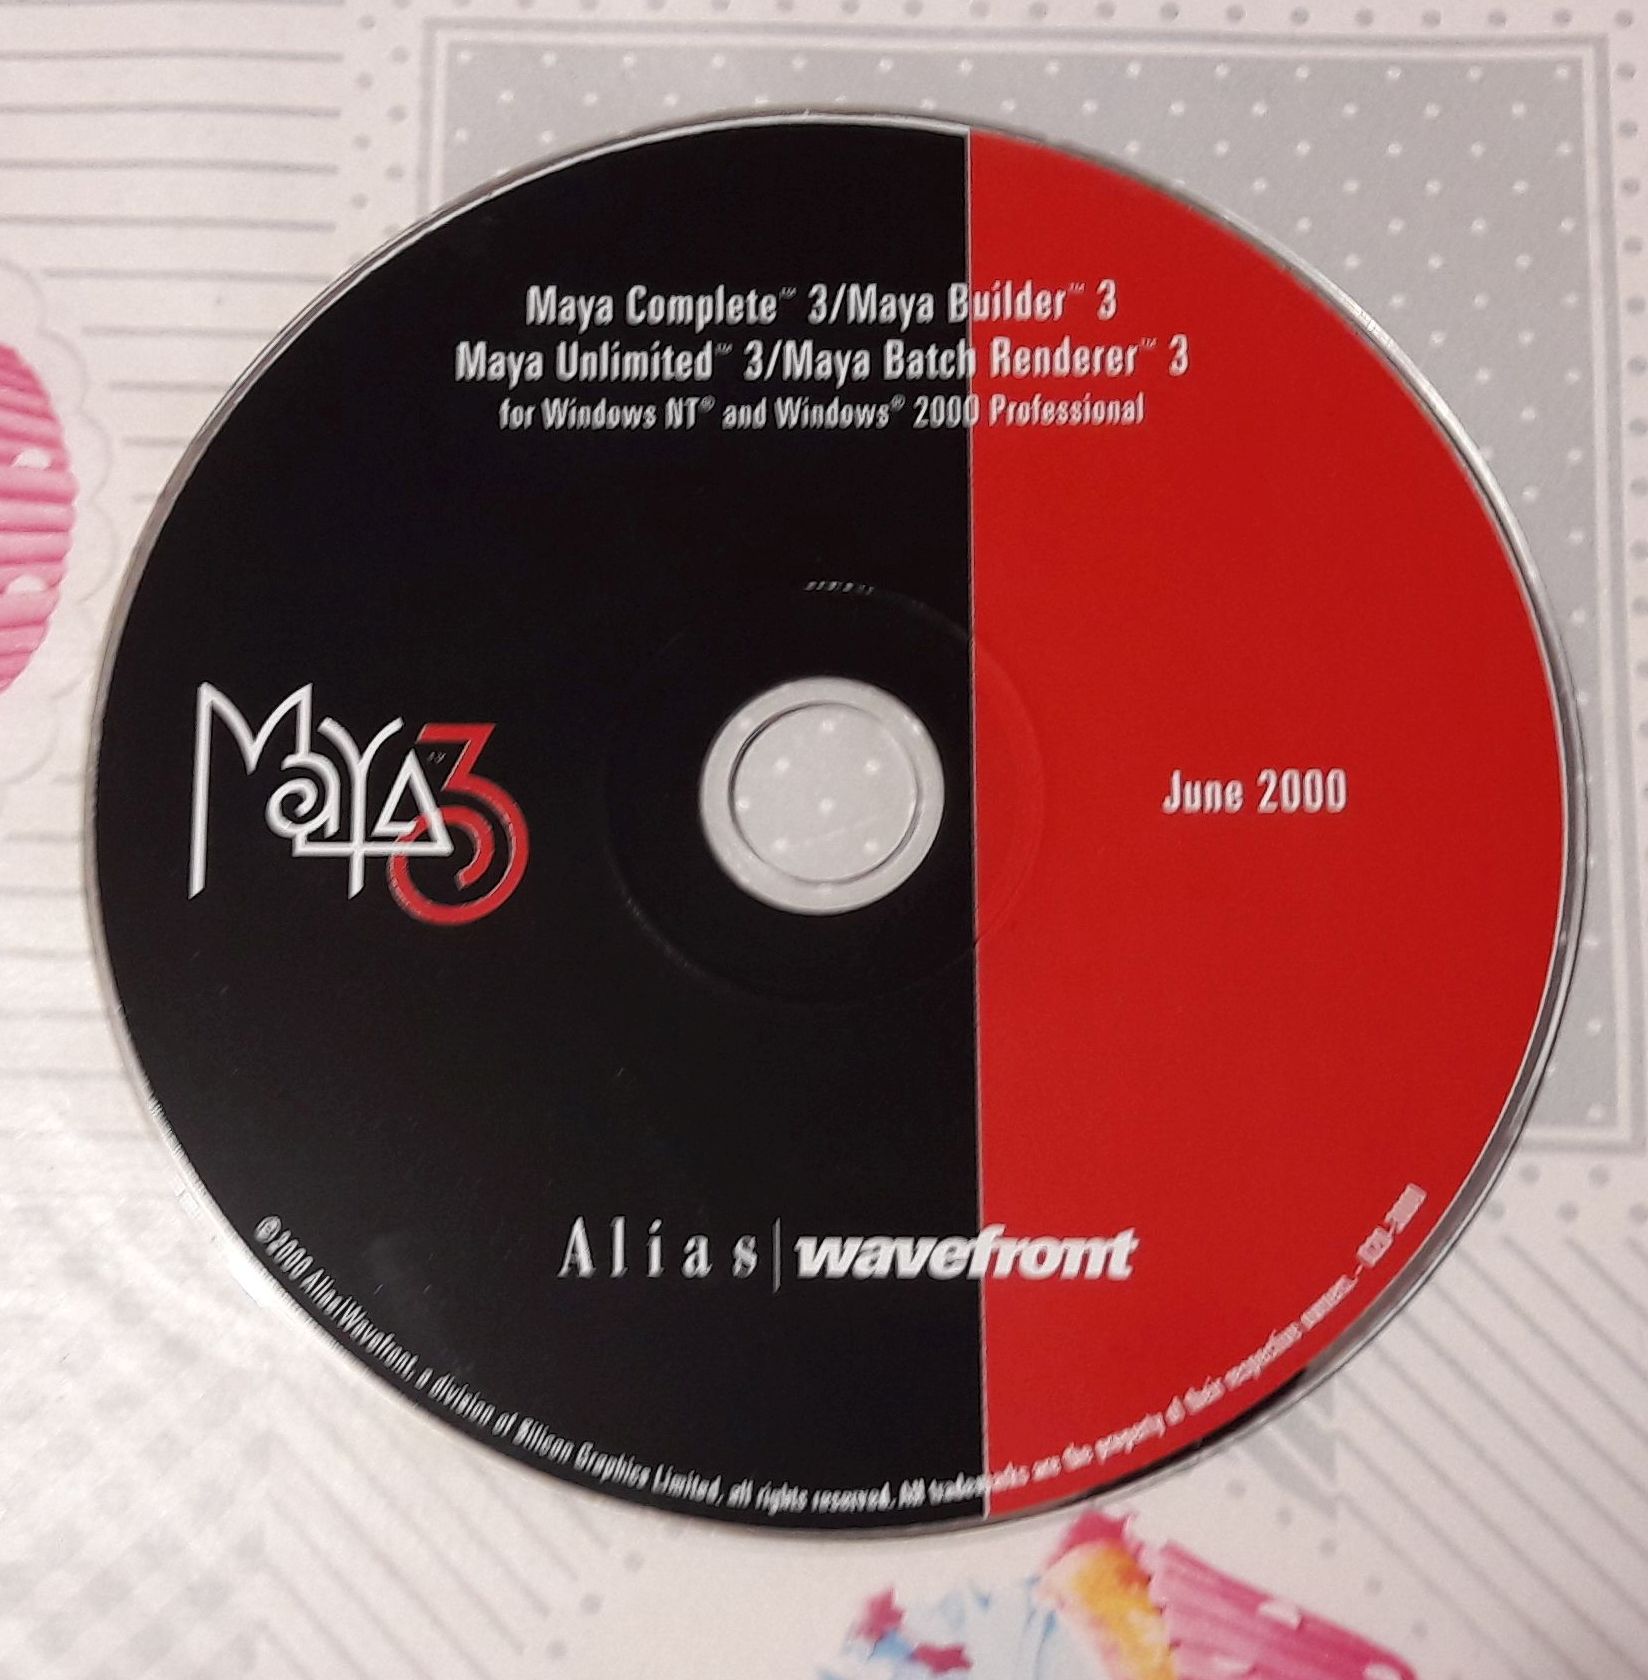 Maya Complete™ 3/Maya Builder™ 3
Maya Unlimited™ 3/Maya Batch Renderer™ 3
for Windows NT® and Windows® 2000 Professional
Maya™ 3
June 2000
Alias|wavefront
©2000 Alias/Wavefront, a division of Silicon Graphics Limited, all rights reserved. All trademarks are the property of their respective owners. -